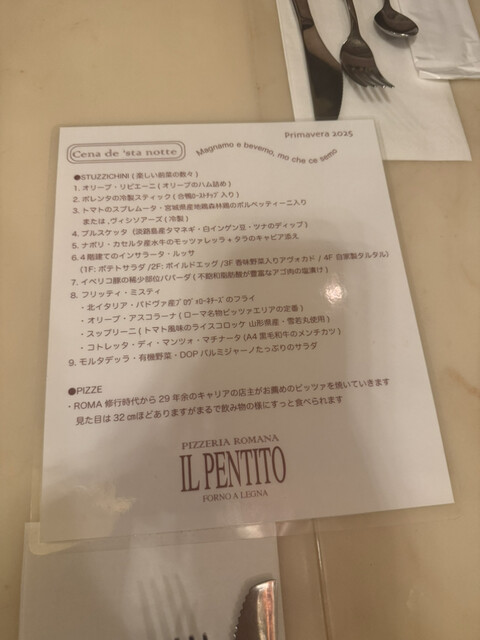 Primavera 2025
Cena de 'sta notte
Magnamo e bevemo, mo che ce semo
●STUZZICHINI (楽しい前菜の数々)
1. オリーブ・リピエーニ (オリーブのハム詰め)
2. ポレンタの冷製スティック (合鴨ﾛｰｽﾄﾁｯﾌﾟ入り)
3. トマトのスプレムータ・宮城県産地鶏森林鶏のポルペッティーニ入り
または、ヴィシソアーズ (冷製)
4. ブルスケッタ (淡路島産タマネギ・白インゲン豆・ツナのディップ)
5. ナポリ・カセルタ産水牛のモッツァレッラ + タラのキャビア添え
6. 4階建てのインサラータ・ルッサ
(1F: ポテトサラダ /2F: ボイルドエッグ /3F 香味野菜入りアヴォカド / 4F 自家製タルタル)
7. イベリコ豚の稀少部位パパーダ (不飽和脂肪酸が豊富なアゴ肉の塩漬け)
8. フリッティ・ミスティ
・北イタリア・パドヴァ産ﾌﾟﾛｳﾞｫﾛｰﾈﾁｰｽﾞのフライ
・オリーブ・アスコラーナ (ローマ名物ピッツァエリアの定番)
・スップリーニ (トマト風味のライスコロッケ 山形県産・雪若丸使用)
・コトレッタ・ディ・マンツォ・マチナータ (A4黒毛和牛のメンチカツ)
9. モルタデッラ・有機野菜・DOPパルミジャーノたっぷりのサラダ
●PIZZE
・ROMA 修行時代から 29 年余のキャリアの店主がお薦めのピッツァを焼いていきます
見た目は 32 ㎝ほどありますがまるで飲み物の様にすっと食べられます
PIZZERIA ROMANA
IL PENTITO
FORNO A LEGNA